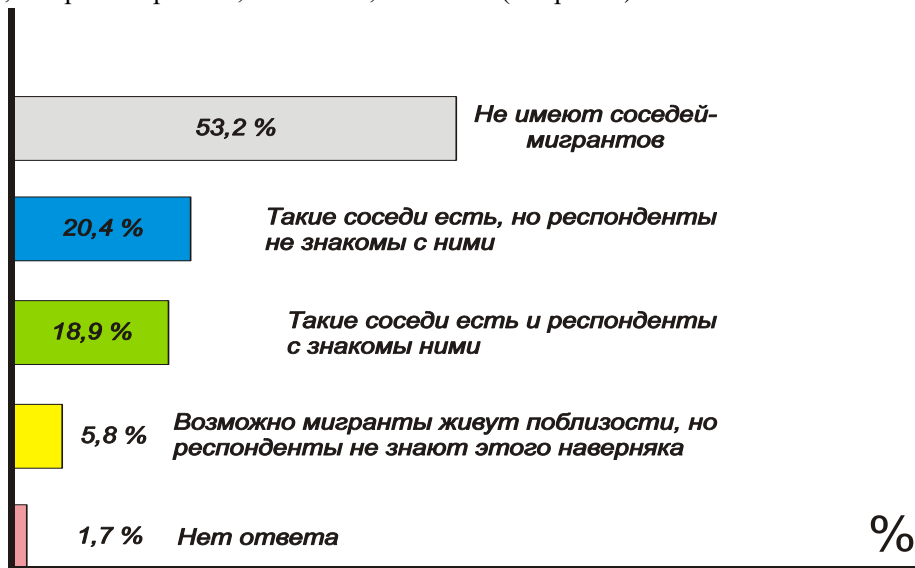 53,2 %
Не имеют соседей-
мигрантов
20,4 %
Такие соседи есть, но респонденты
не знакомы с ними
18,9 %
Такие соседи есть и респонденты
с знакомы ними
5,8 %
Возможно мигранты живут поблизости, но
респонденты не знают этого наверняка
1,7 %
Нет ответа
%